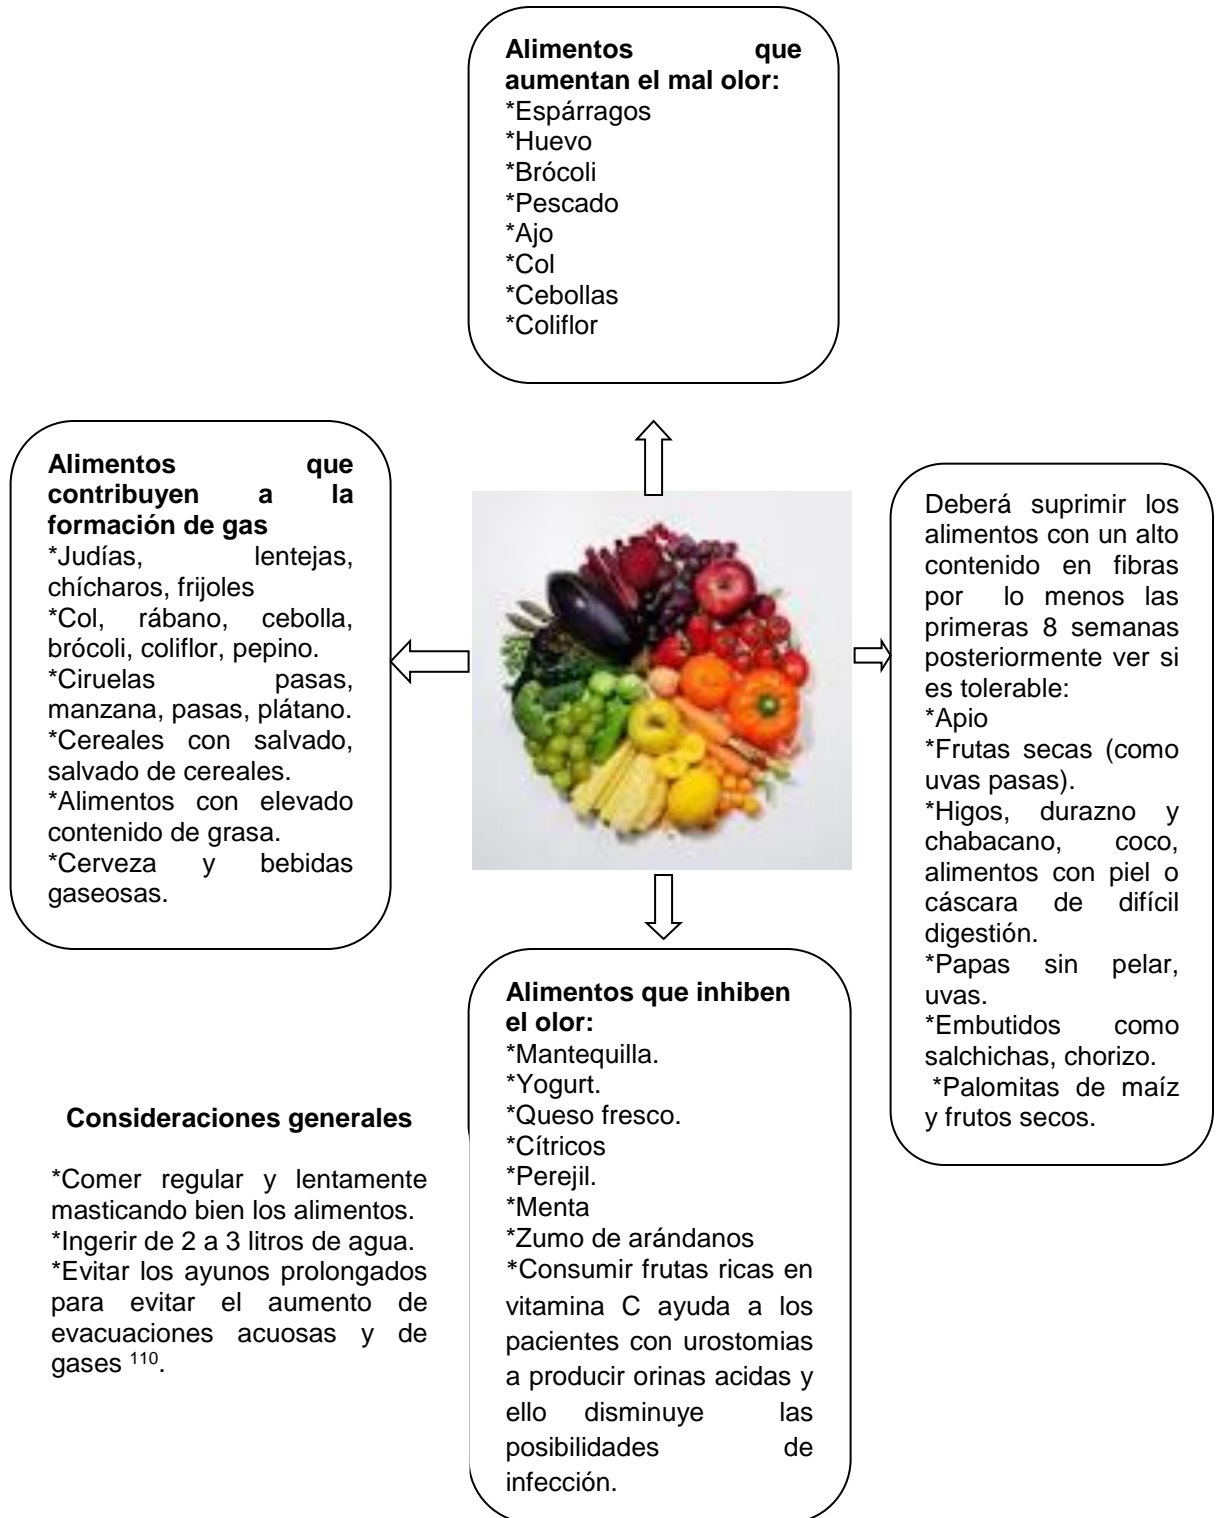 Alimentos que
aumentan el mal olor:
*Espárragos
*Huevo
*Brócoli
*Pescado
*Ajo
*Col
*Cebollas
*Coliflor
Alimentos que
contribuyen a la
formación de gas
*Judías, lentejas,
chícharos, frijoles
*Col, rábano, cebolla,
brócoli, coliflor, pepino.
*Ciruelas pasas,
manzana, pasas, plátano.
*Cereales con salvado,
salvado de cereales.
*Alimentos con elevado
contenido de grasa.
*Cerveza y bebidas
gaseosas.
Deberá suprimir los
alimentos con un alto
contenido en fibras
por lo menos las
primeras 8 semanas
posteriormente ver si
es tolerable:
*Apio
*Frutas secas (como
uvas pasas).
*Higos, durazno y
chabacano, coco,
alimentos con piel o
cáscara de difícil
digestión.
*Papas sin pelar,
uvas.
*Embutidos como
salchichas, chorizo.
*Palomitas de maíz
y frutos secos.
Alimentos que inhiben
el olor:
*Mantequilla.
*Yogurt.
*Queso fresco.
*Cítricos
*Perejil.
*Menta
*Zumo de arándanos
*Consumir frutas ricas en
vitamina C ayuda a los
pacientes con urostomias
a producir orinas acidas y
ello disminuye las
posibilidades de
infección.
Consideraciones generales
*Comer regular y lentamente
masticando bien los alimentos.
*Ingerir de 2 a 3 litros de agua.
*Evitar los ayunos prolongados
para evitar el aumento de
evacuaciones acuosas y de
gases 110.